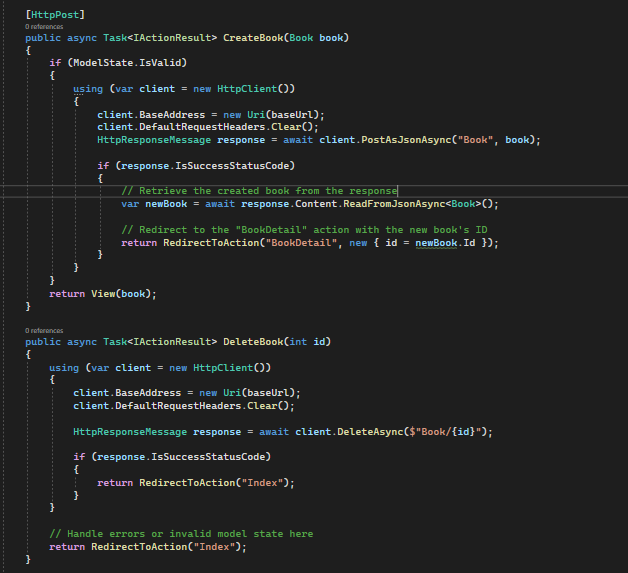 [HttpPost]
0 references
public async Task<IActionResult> CreateBook(Book book)
{
if (ModelState.IsValid)
{
using (var client = new HttpClient())
{
client.BaseAddress = new Uri(baseUrl);
client.DefaultRequestHeaders.Clear();
HttpResponseMessage response = await client.PostAsJsonAsync("Book", book);
if (response.IsSuccessStatusCode)
{
// Retrieve the created book from the response
var newBook = await response.Content.ReadFromJsonAsync<Book>();
// Redirect to the "BookDetail" action with the new book's ID
return RedirectToAction("BookDetail", new { id = newBook.Id });
}
}
}
return View(book);
}
0 references
public async Task<IActionResult> DeleteBook(int id)
{
using (var client = new HttpClient())
{
client.BaseAddress = new Uri(baseUrl);
client.DefaultRequestHeaders.Clear();
HttpResponseMessage response = await client.DeleteAsync($"Book/{id}");
if (response.IsSuccessStatusCode)
{
return RedirectToAction("Index");
}
}
// Handle errors or invalid model state here
return RedirectToAction("Index");
}